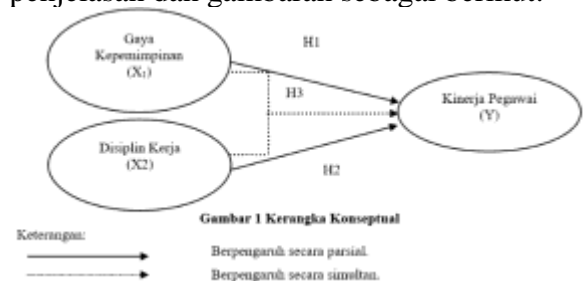 penjelasan dan gambaran sebagai berikut:
Gaya
Kepemimpinan
(X₁)
H1
H3
Kinerja Pegawai
(Y)
Disiplin Kerja
(X2)
H2
Gambar 1 Kerangka Konseptual
Keterangan:
Berpengaruh secara parsial.
Berpengaruh secara simultan.